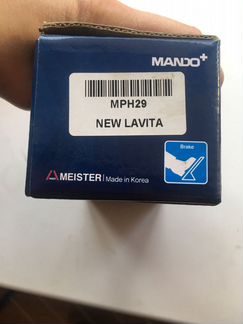 MANDO+
MPH29
NEW LAVITA
Brake
MEISTER | Made in Korea